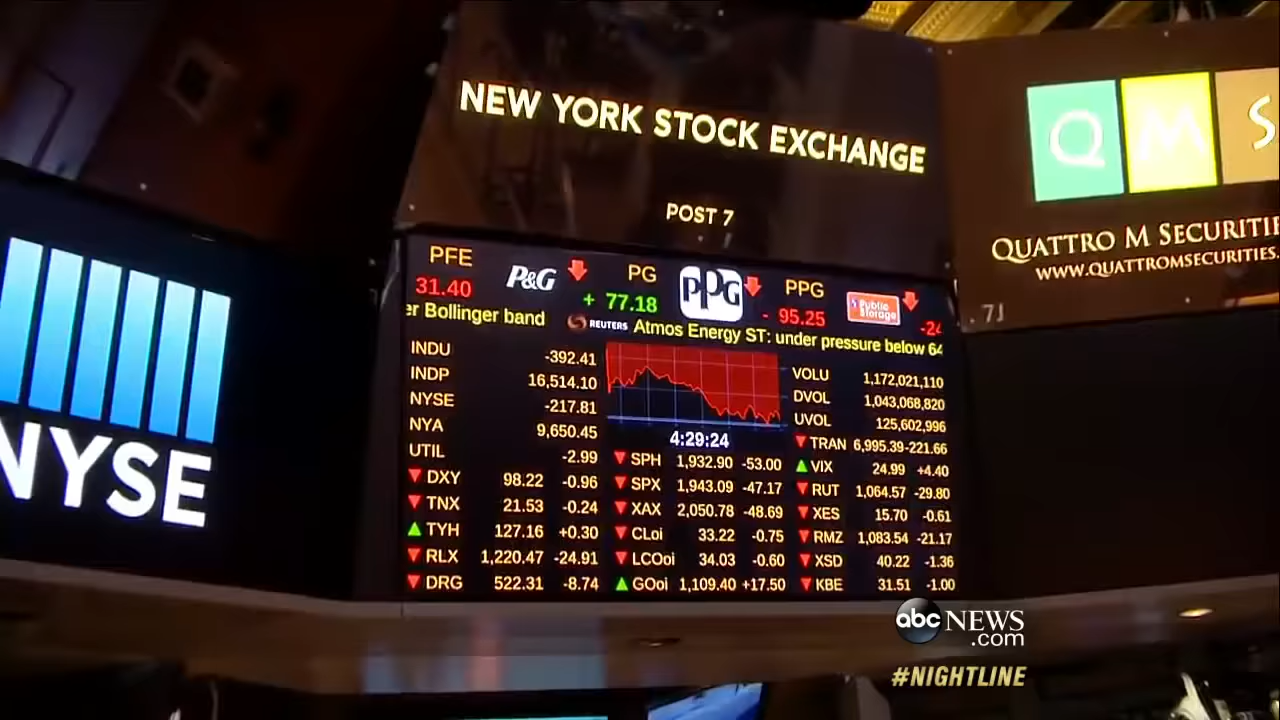 NEW YORK STOCK EXCHANGE
POST 7
Q M S
QUATTRO M SECURITIE
WWW.QUATTROMSECURITIES.
7J
NYSE
PFE P&G PG PPG PPG Public Storage
31.40 + 77.18 - 95.25 -24
er Bollinger band REUTERS Atmos Energy ST: under pressure below 64
INDU -392.41
INDP 16,514.10
NYSE -217.81
NYA 9,650.45
UTIL -2.99
DXY 98.22 -0.96
TNX 21.53 -0.24
TYH 127.16 +0.30
RLX 1,220.47 -24.91
DRG 522.31 -8.74
4:29:24
SPH 1,932.90 -53.00
SPX 1,943.09 -47.17
XAX 2,050.78 -48.69
CLoi 33.22 -0.75
LCOoi 34.03 -0.60
GOoi 1,109.40 +17.50
VOLU 1,172,021,110
DVOL 1,043,068,820
UVOL 125,602,996
TRAN 6,995.39-221.66
VIX 24.99 +4.40
RUT 1,064.57 -29.80
XES 15.70 -0.61
RMZ 1,083.54 -21.17
XSD 40.22 -1.36
KBE 31.51 -1.00
abc NEWS
.com
#NIGHTLINE